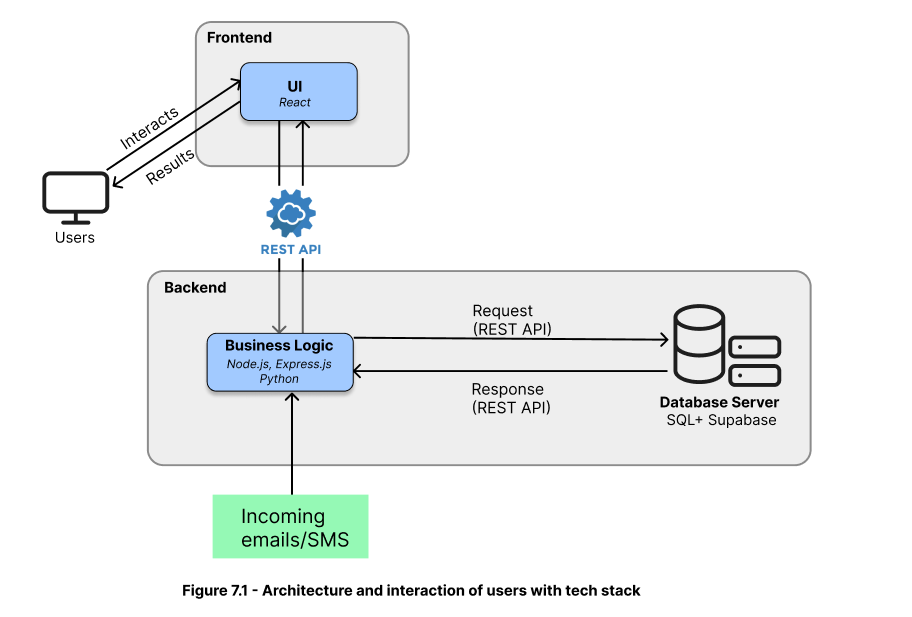 Frontend
UI
React
Interacts
Results
Users
REST API
Backend
Business Logic
Node.js, Express.js
Python
Request
(REST API)
Response
(REST API)
Database Server
SQL+ Supabase
Incoming
emails/SMS
Figure 7.1 - Architecture and interaction of users with tech stack